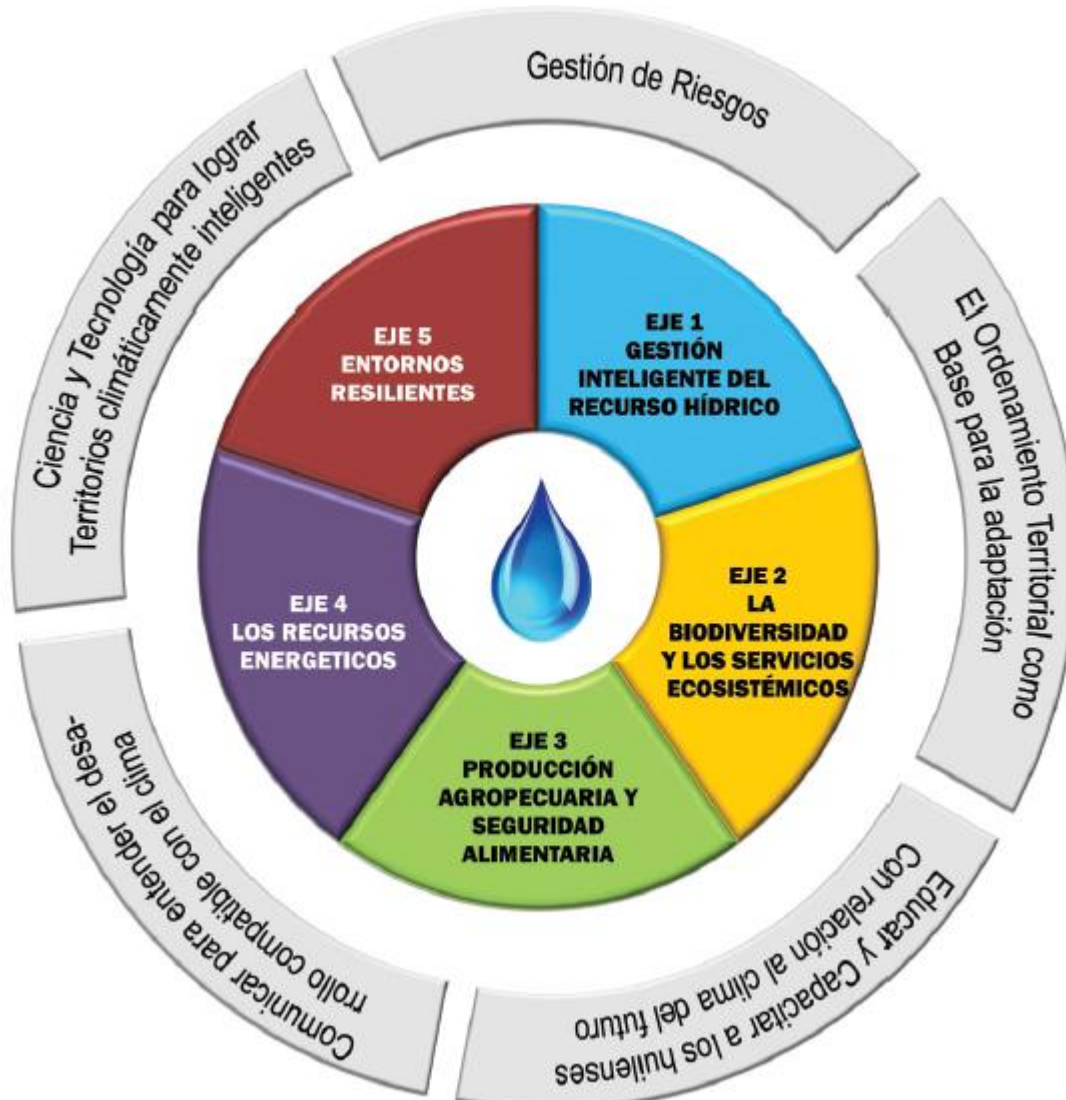 Gestión de Riesgos
El Ordenamiento Territorial como
Base para la adaptación
Educar y Capacitar a los huilenses
Con relación al clima del futuro
Comunicar para entender el desa-
rrollo compatible con el clima
Ciencia y Tecnología para lograr
Territorios climáticamente inteligentes
EJE 1
GESTIÓN
INTELIGENTE DEL
RECURSO HÍDRICO
EJE 2
LA
BIODIVERSIDAD
Y LOS SERVICIOS
ECOSISTÉMICOS
EJE 3
PRODUCCIÓN
AGROPECUARIA Y
SEGURIDAD
ALIMENTARIA
EJE 4
LOS RECURSOS
ENERGETICOS
EJE 5
ENTORNOS
RESILIENTES